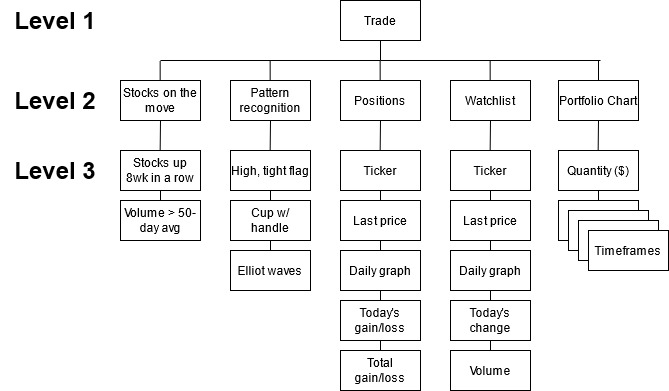 Level 1
Trade
Level 2
Stocks on the
move
Pattern
recognition
Positions
Watchlist
Portfolio Chart
Level 3
Stocks up
8wk in a row
High, tight flag
Ticker
Ticker
Quantity ($)
Volume > 50-
day avg
Cup w/
handle
Last price
Last price
Elliot waves
Daily graph
Daily graph
Timeframes
Today's
gain/loss
Today's
change
Total
gain/loss
Volume